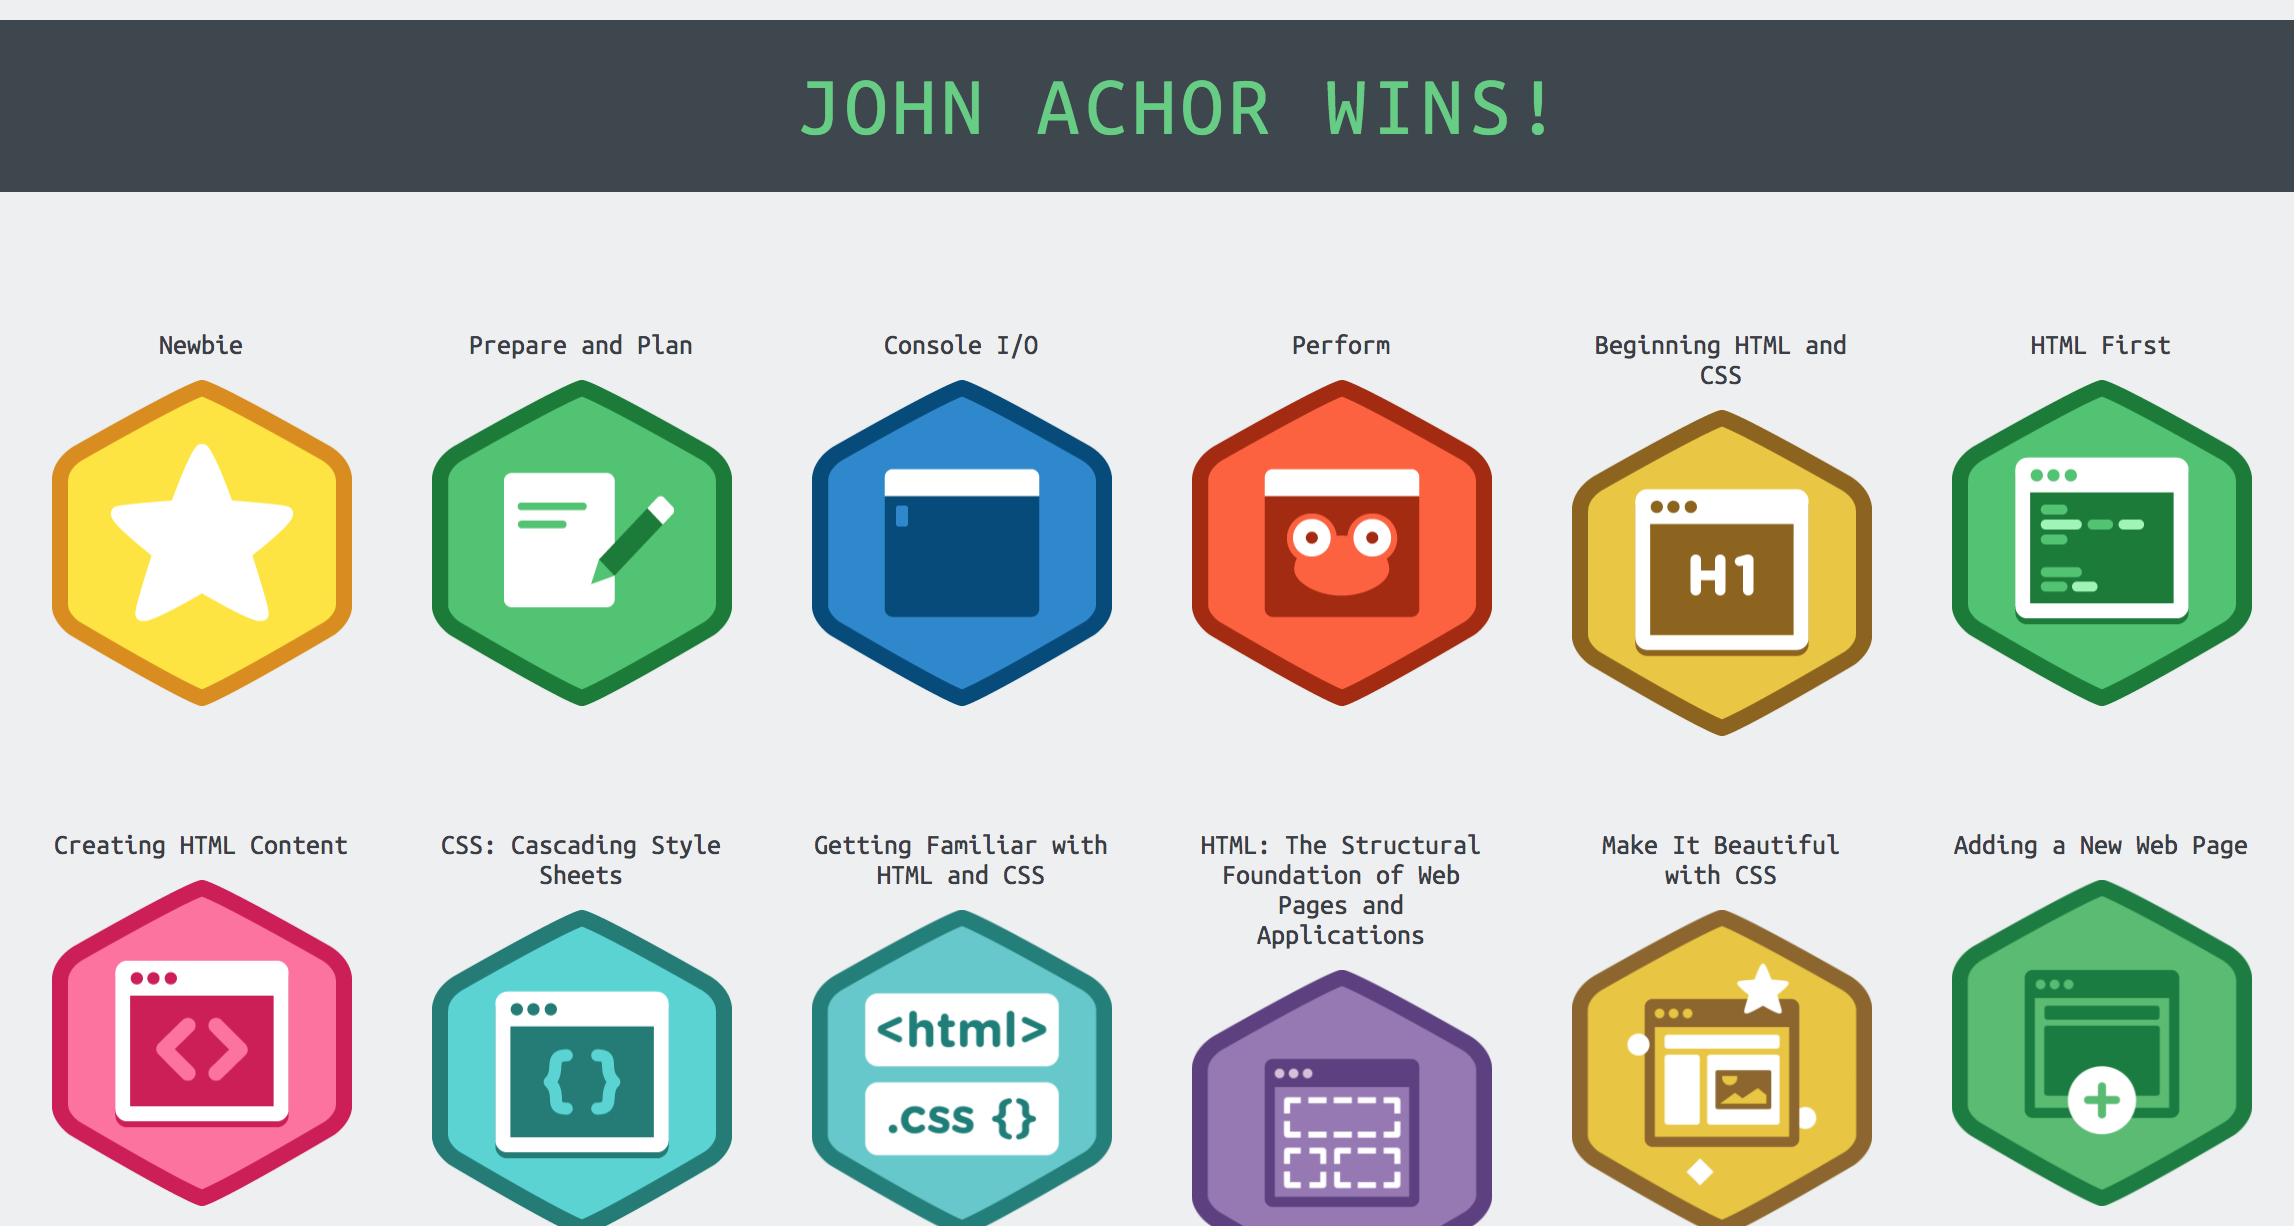 JOHN ACHOR WINS!
Newbie
Prepare and Plan
Console I/O
Perform
Beginning HTML and
CSS
HTML First
H1
Creating HTML Content
CSS: Cascading Style
Sheets
Getting Familiar with
HTML and CSS
HTML: The Structural
Foundation of Web
Pages and
Applications
Make It Beautiful
with CSS
Adding a New Web Page
<>
{}
<html>
.css {}